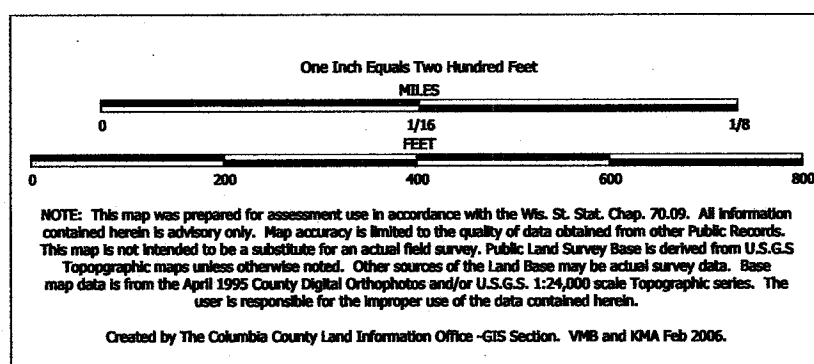 One Inch Equals Two Hundred Feet
MILES
0 1/16 1/8
FEET
0 200 400 600 800
NOTE: This map was prepared for assessment use in accordance with the Wis. St. Stat. Chap. 70.09. All information
contained herein is advisory only. Map accuracy is limited to the quality of data obtained from other Public Records.
This map is not intended to be a substitute for an actual field survey. Public Land Survey Base is derived from U.S.G.S
Topopgraphic maps unless otherwise noted. Other sources of the Land Base may be actual survey data. Base
map data is from the April 1995 County Digital Orthophotos and/or U.S.G.S. 1:24,000 scale Topographic series. The
user is responsible for the improper use of the data contained herein.
Created by The Columbia County Land Information Office -GIS Section. VMB and KMA Feb 2006.